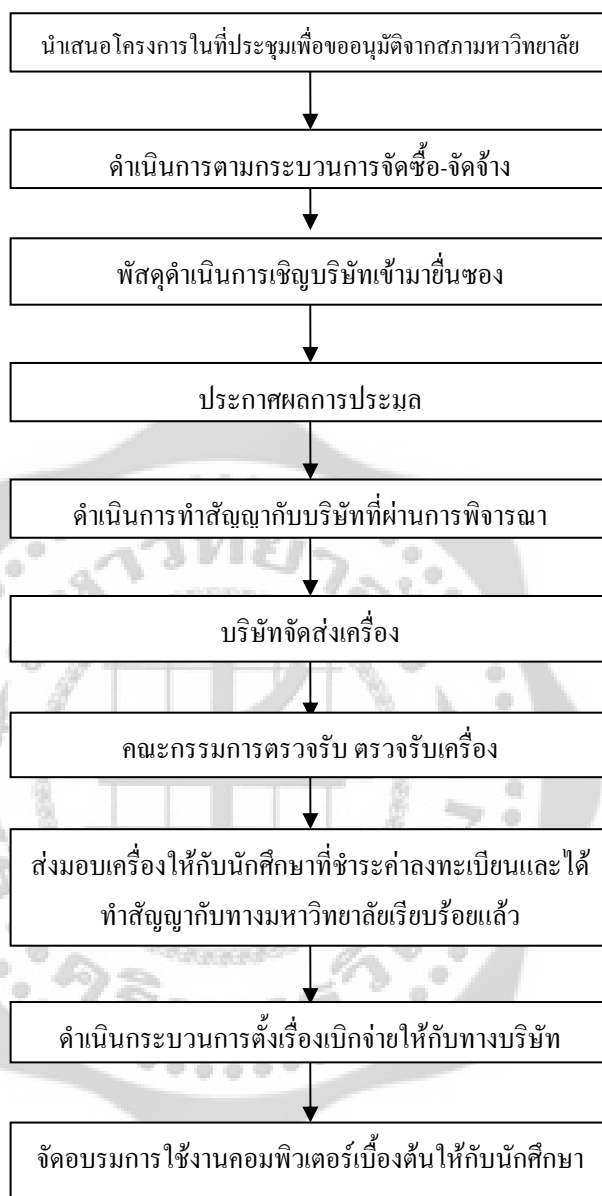 นำเสนอโครงการในที่ประชุมเพื่อขออนุมัติจากสภามหาวิทยาลัย
ดำเนินการตามกระบวนการจัดซื้อ-จัดจ้าง
พัสดุดำเนินการเชิญบริษัทเข้ามายื่นซอง
ประกาศผลการประมูล
ดำเนินการทำสัญญากับบริษัทที่ผ่านการพิจารณา
บริษัทจัดส่งเครื่อง
คณะกรรมการตรวจรับ ตรวจรับเครื่อง
ส่งมอบเครื่องให้กับนักศึกษาที่ชำระค่าลงทะเบียนและได้
ทำสัญญากับทางมหาวิทยาลัยเรียบร้อยแล้ว
ดำเนินกระบวนการตั้งเรื่องเบิกจ่ายให้กับทางบริษัท
จัดอบรมการใช้งานคอมพิวเตอร์เบื้องต้นให้กับนักศึกษา